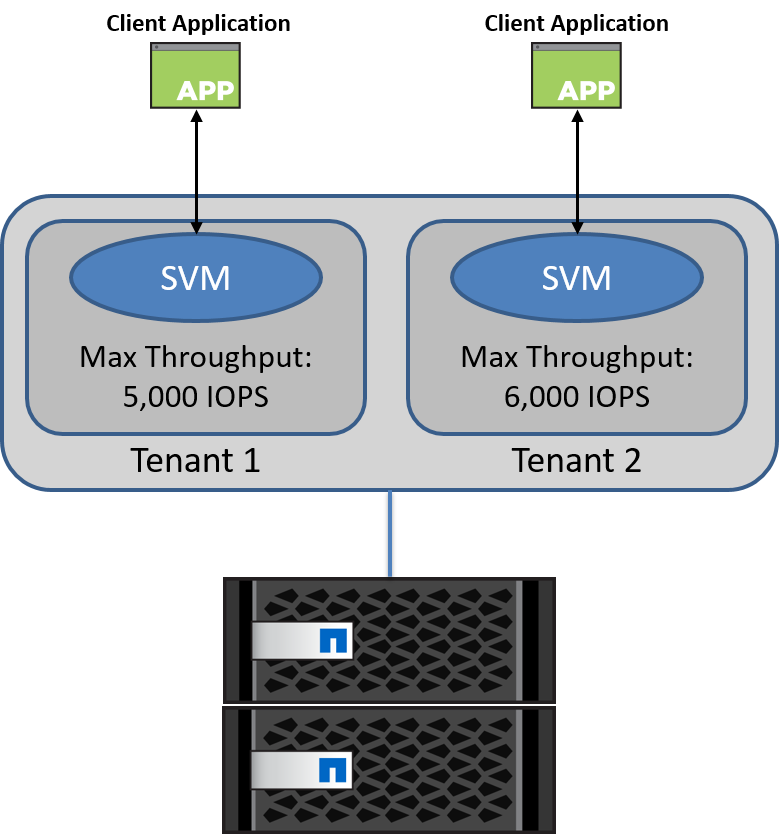 Client Application
Client Application
APP
APP
SVM
SVM
Max Throughput:
5,000 IOPS
Max Throughput:
6,000 IOPS
Tenant 1
Tenant 2